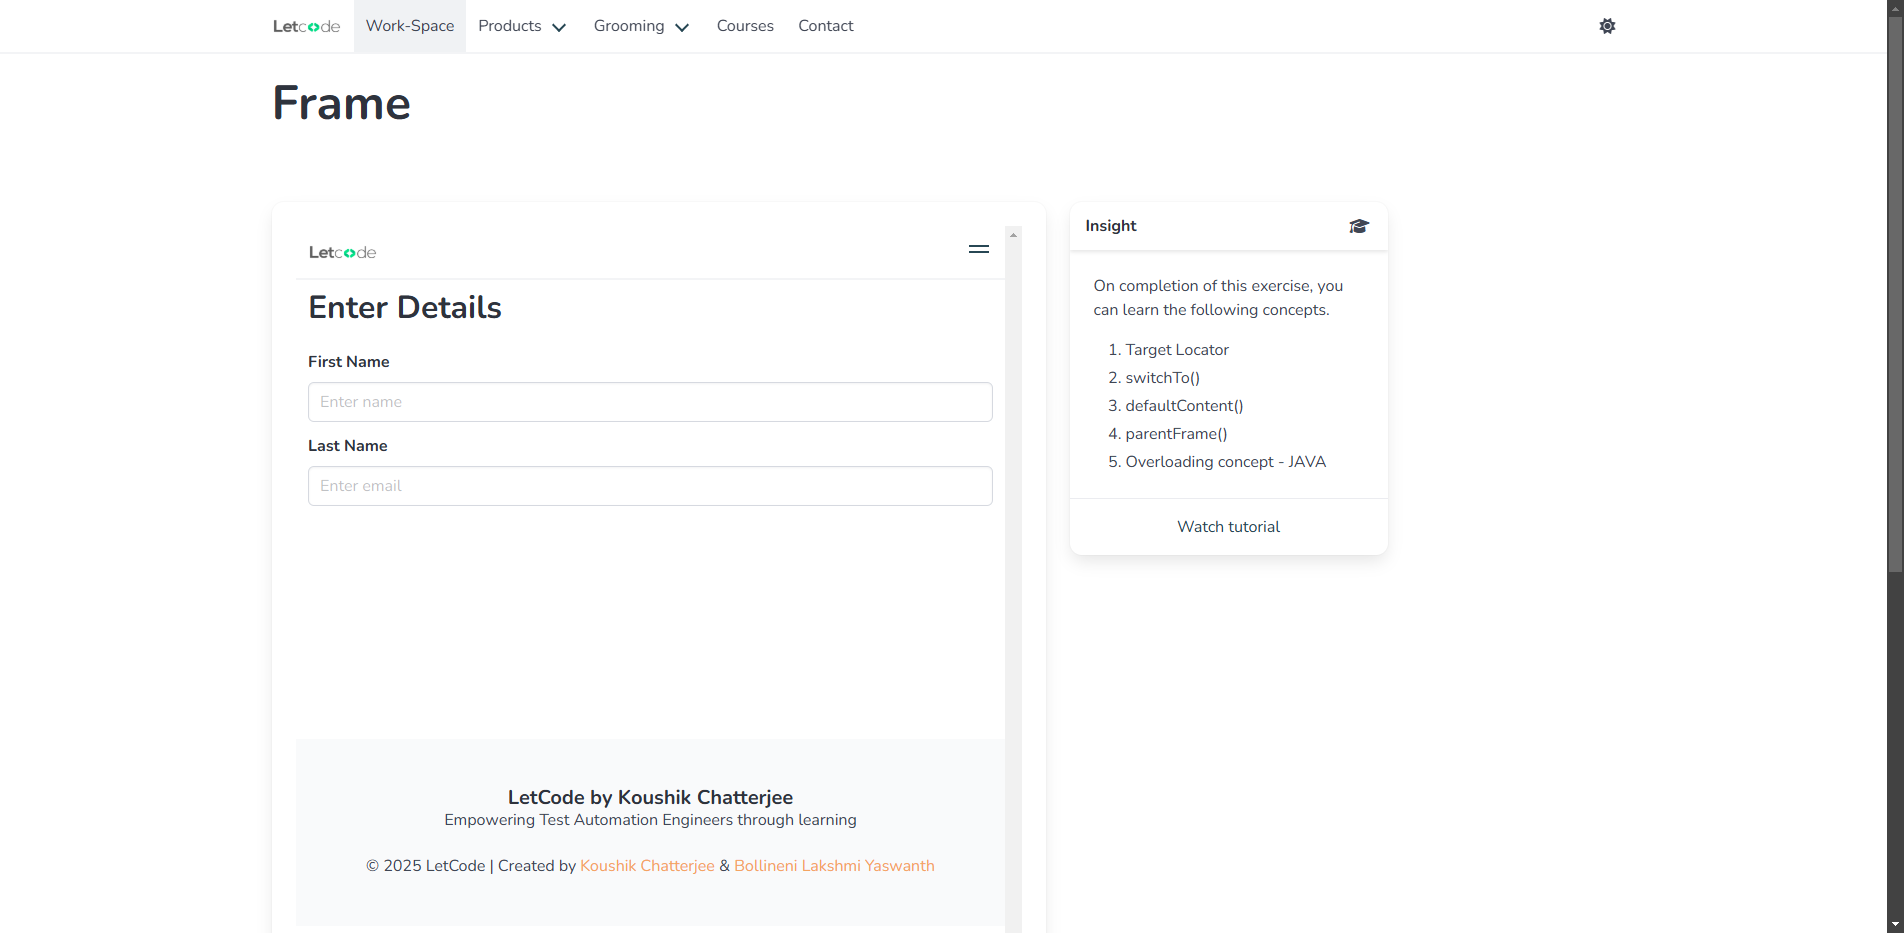 Letcode Work-Space Products Grooming Courses Contact
Frame
Letcode
Enter Details
First Name
Enter name
Last Name
Enter email
LetCode by Koushik Chatterjee
Empowering Test Automation Engineers through learning
© 2025 LetCode | Created by Koushik Chatterjee & Bollineni Lakshmi Yaswanth
Insight
On completion of this exercise, you
can learn the following concepts.
1. Target Locator
2. switchTo()
3. defaultContent()
4. parentFrame()
5. Overloading concept - JAVA
Watch tutorial